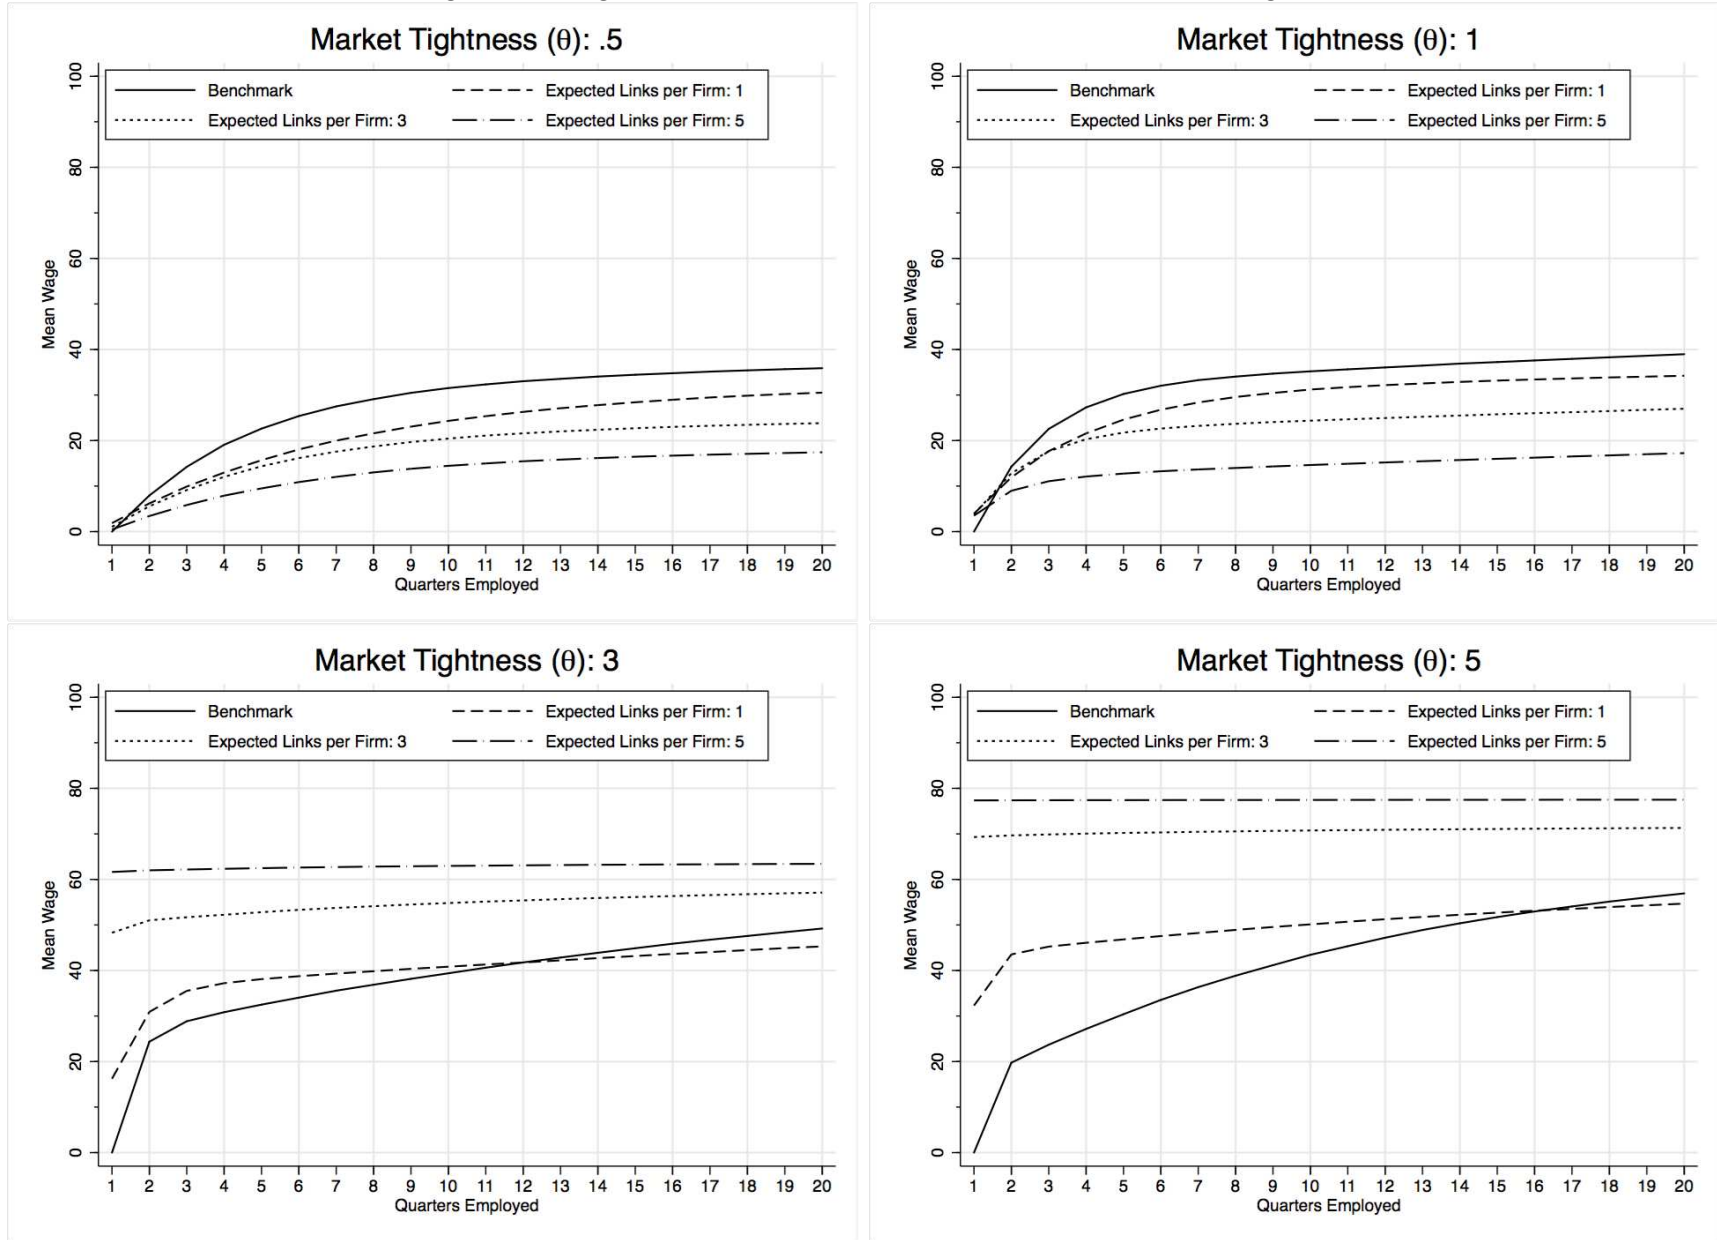 Market Tightness (θ): .5
Benchmark
Expected Links per Firm: 1
Expected Links per Firm: 3
Expected Links per Firm: 5
Mean Wage
100
80
60
40
20
0
1 2 3 4 5 6 7 8 9 10 11 12 13 14 15 16 17 18 19 20
Quarters Employed
Market Tightness (θ): 1
Benchmark
Expected Links per Firm: 1
Expected Links per Firm: 3
Expected Links per Firm: 5
Mean Wage
100
80
60
40
20
0
1 2 3 4 5 6 7 8 9 10 11 12 13 14 15 16 17 18 19 20
Quarters Employed
Market Tightness (θ): 3
Benchmark
Expected Links per Firm: 1
Expected Links per Firm: 3
Expected Links per Firm: 5
Mean Wage
100
80
60
40
20
0
1 2 3 4 5 6 7 8 9 10 11 12 13 14 15 16 17 18 19 20
Quarters Employed
Market Tightness (θ): 5
Benchmark
Expected Links per Firm: 1
Expected Links per Firm: 3
Expected Links per Firm: 5
Mean Wage
100
80
60
40
20
0
1 2 3 4 5 6 7 8 9 10 11 12 13 14 15 16 17 18 19 20
Quarters Employed